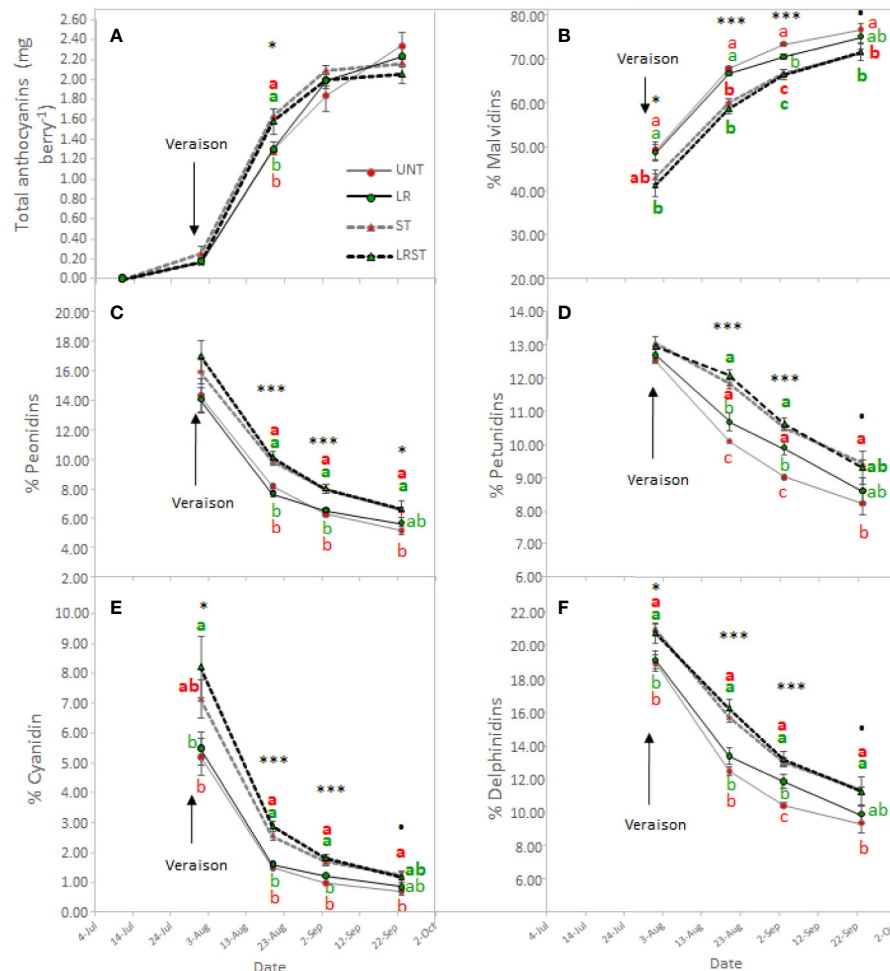 A
Total anthocyanins (mg berry-1)
2.60
2.40
2.20
2.00
1.80
1.60
1.40
1.20
1.00
0.80
0.60
0.40
0.20
0.00
Veraison
*
a
a
b
b
UNT
LR
ST
LRST
B
% Malvidins
80.00
70.00
60.00
50.00
40.00
30.00
20.00
Veraison
*
a
a
ab
b
***
a
a
b
b
***
a
b
c
c
•
a
ab
b
b
C
% Peonidins
18.00
16.00
14.00
12.00
10.00
8.00
6.00
4.00
2.00
Veraison
***
a
a
b
b
***
a
a
b
b
*
a
a
ab
b
D
% Petunidins
14.00
13.00
12.00
11.00
10.00
9.00
8.00
7.00
6.00
Veraison
***
a
a
b
c
***
a
a
b
c
•
a
ab
ab
b
E
% Cyanidin
10.00
9.00
8.00
7.00
6.00
5.00
4.00
3.00
2.00
1.00
0.00
Veraison
*
a
ab
b
b
***
a
a
b
b
***
a
a
b
b
•
a
ab
ab
b
4-Jul
14-Jul
24-Jul
3-Aug
13-Aug
23-Aug
2-Sep
12-Sep
22-Sep
2-Oct
Date
F
% Delphinidins
22.00
20.00
18.00
16.00
14.00
12.00
10.00
8.00
6.00
Veraison
*
a
a
b
b
***
a
a
b
b
***
a
a
b
c
•
a
a
ab
b
4-Jul
14-Jul
24-Jul
3-Aug
13-Aug
23-Aug
2-Sep
12-Sep
22-Sep
Date